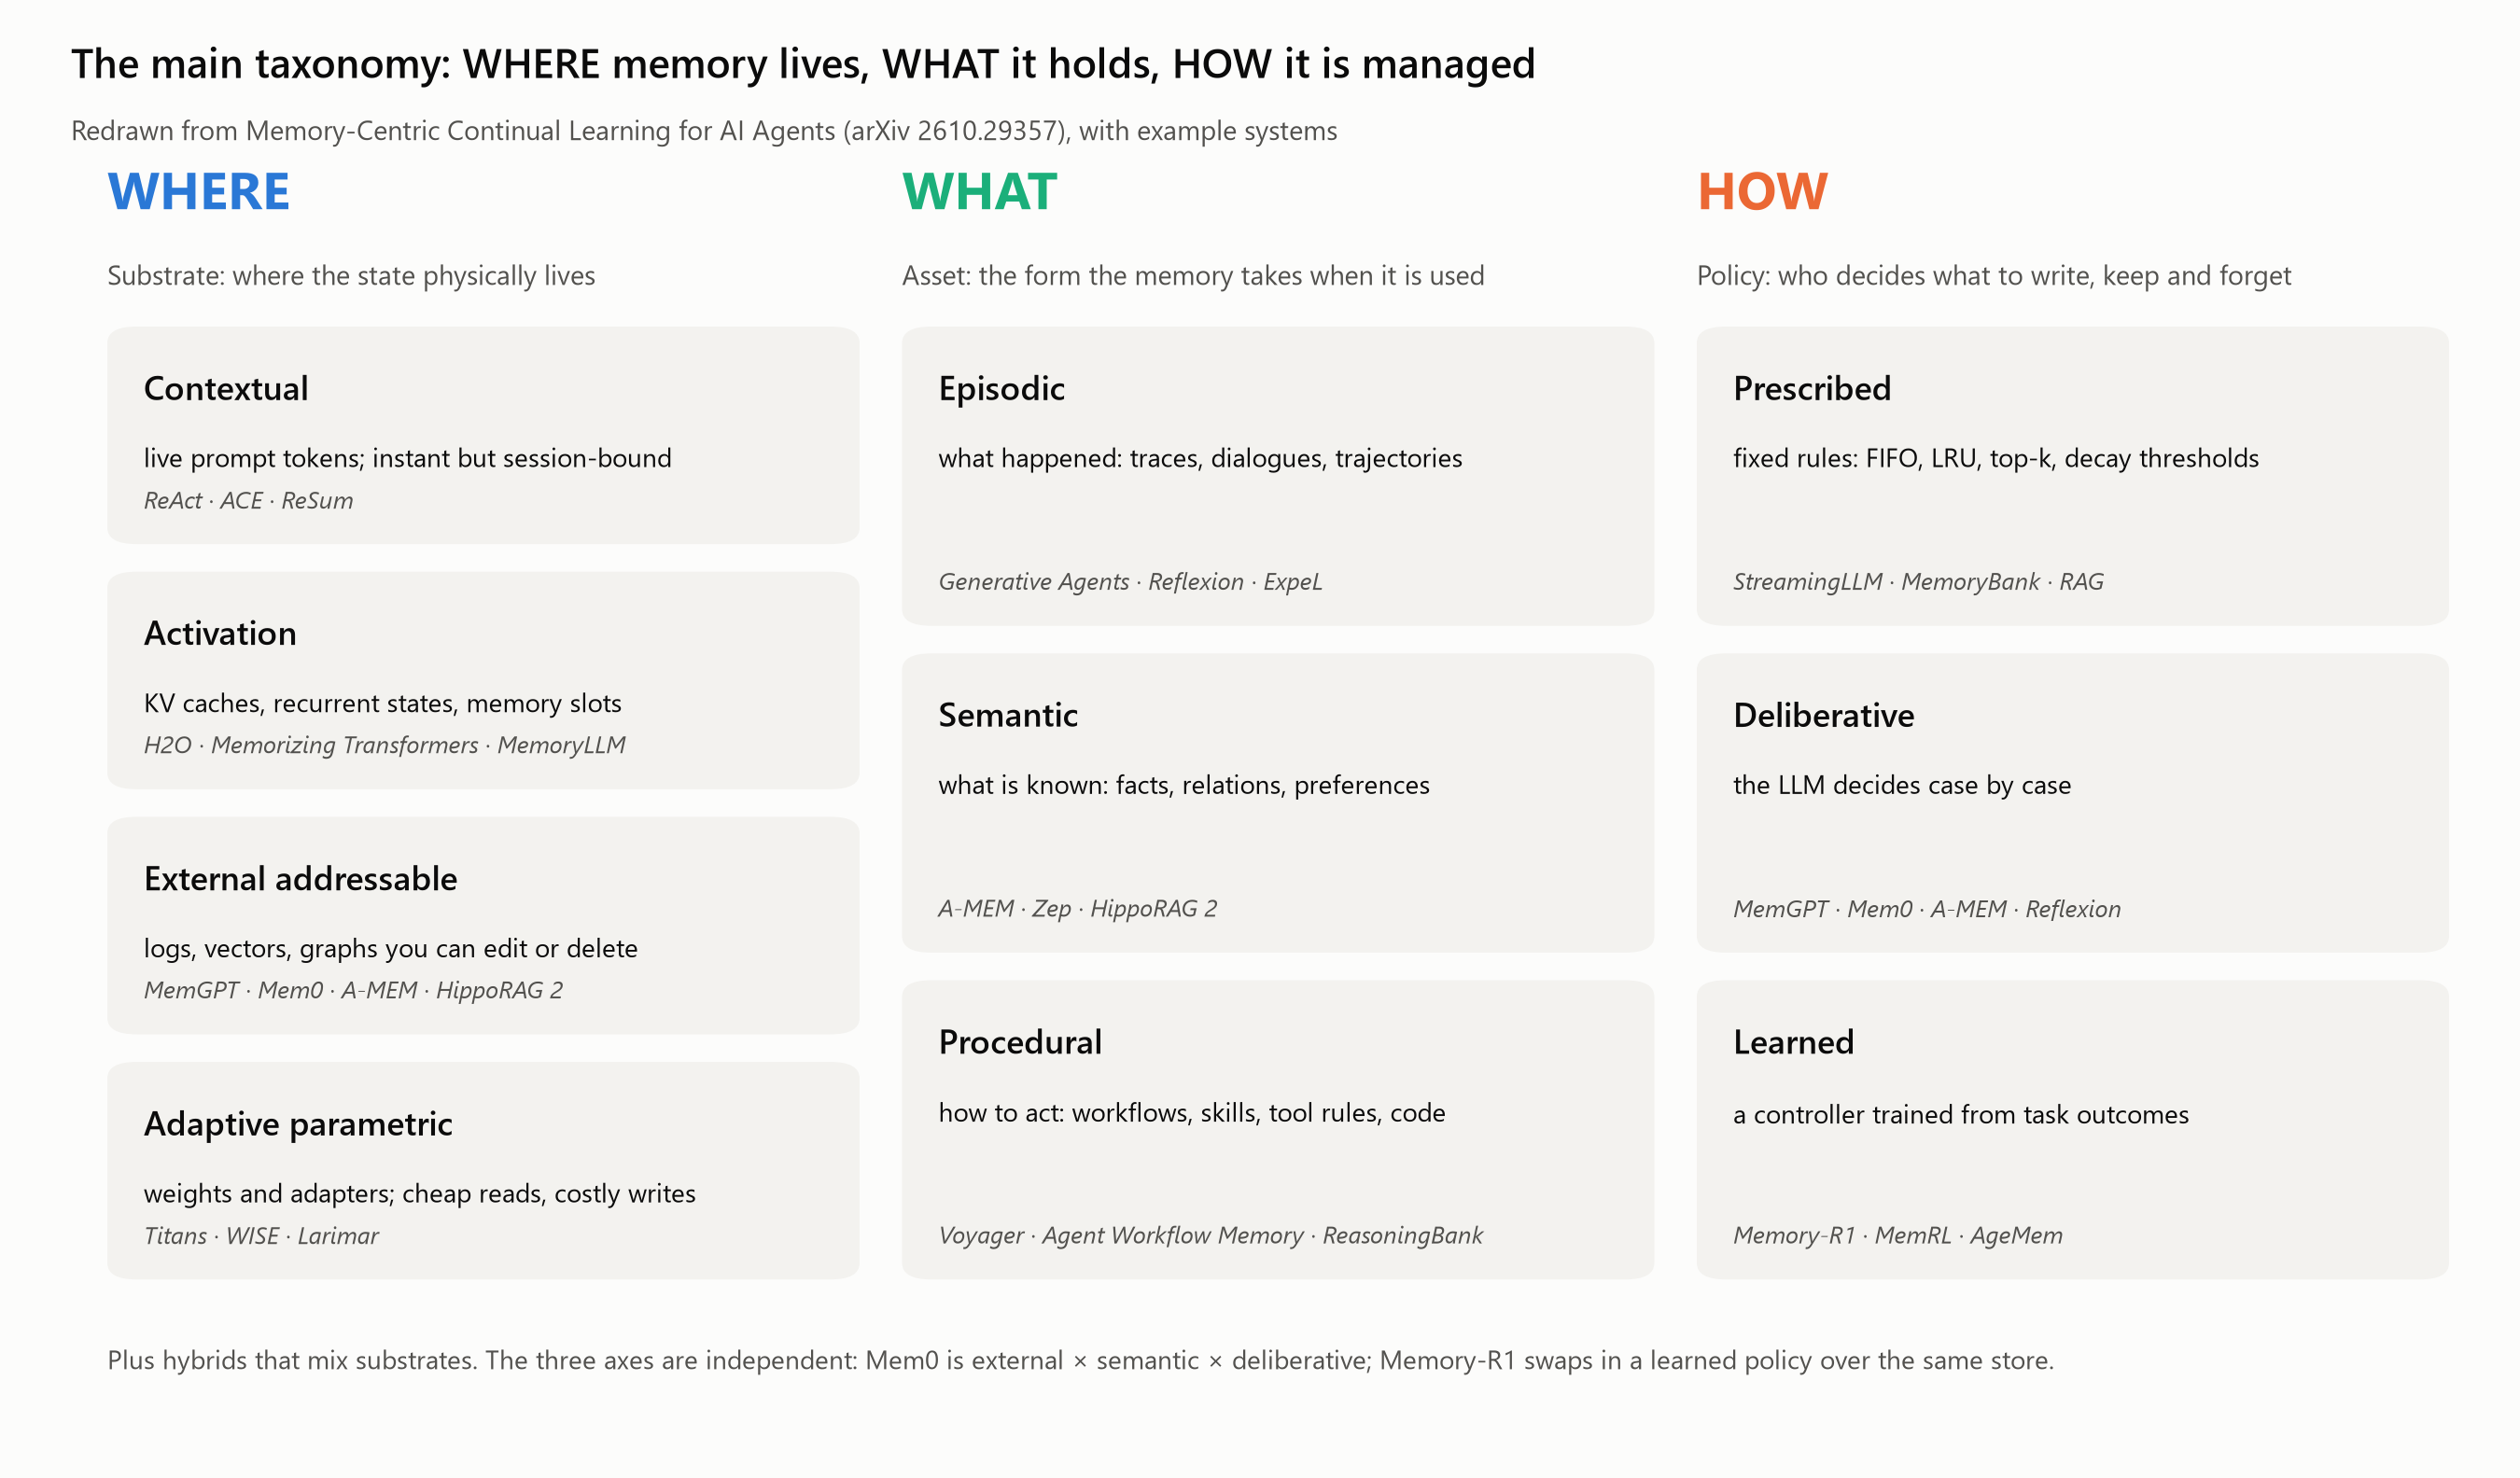 The main taxonomy: WHERE memory lives, WHAT it holds, HOW it is managed
Redrawn from Memory-Centric Continual Learning for AI Agents (arXiv 2610.29357), with example systems
WHERE
Substrate: where the state physically lives
Contextual
live prompt tokens; instant but session-bound
ReAct · ACE · ReSum
Activation
KV caches, recurrent states, memory slots
H2O · Memorizing Transformers · MemoryLLM
External addressable
logs, vectors, graphs you can edit or delete
MemGPT · Mem0 · A-MEM · HippoRAG 2
Adaptive parametric
weights and adapters; cheap reads, costly writes
Titans · WISE · Larimar
WHAT
Asset: the form the memory takes when it is used
Episodic
what happened: traces, dialogues, trajectories
Generative Agents · Reflexion · ExpeL
Semantic
what is known: facts, relations, preferences
A-MEM · Zep · HippoRAG 2
Procedural
how to act: workflows, skills, tool rules, code
Voyager · Agent Workflow Memory · ReasoningBank
HOW
Policy: who decides what to write, keep and forget
Prescribed
fixed rules: FIFO, LRU, top-k, decay thresholds
StreamingLLM · MemoryBank · RAG
Deliberative
the LLM decides case by case
MemGPT · Mem0 · A-MEM · Reflexion
Learned
a controller trained from task outcomes
Memory-R1 · MemRL · AgeMem
Plus hybrids that mix substrates. The three axes are independent: Mem0 is external × semantic × deliberative; Memory-R1 swaps in a learned policy over the same store.